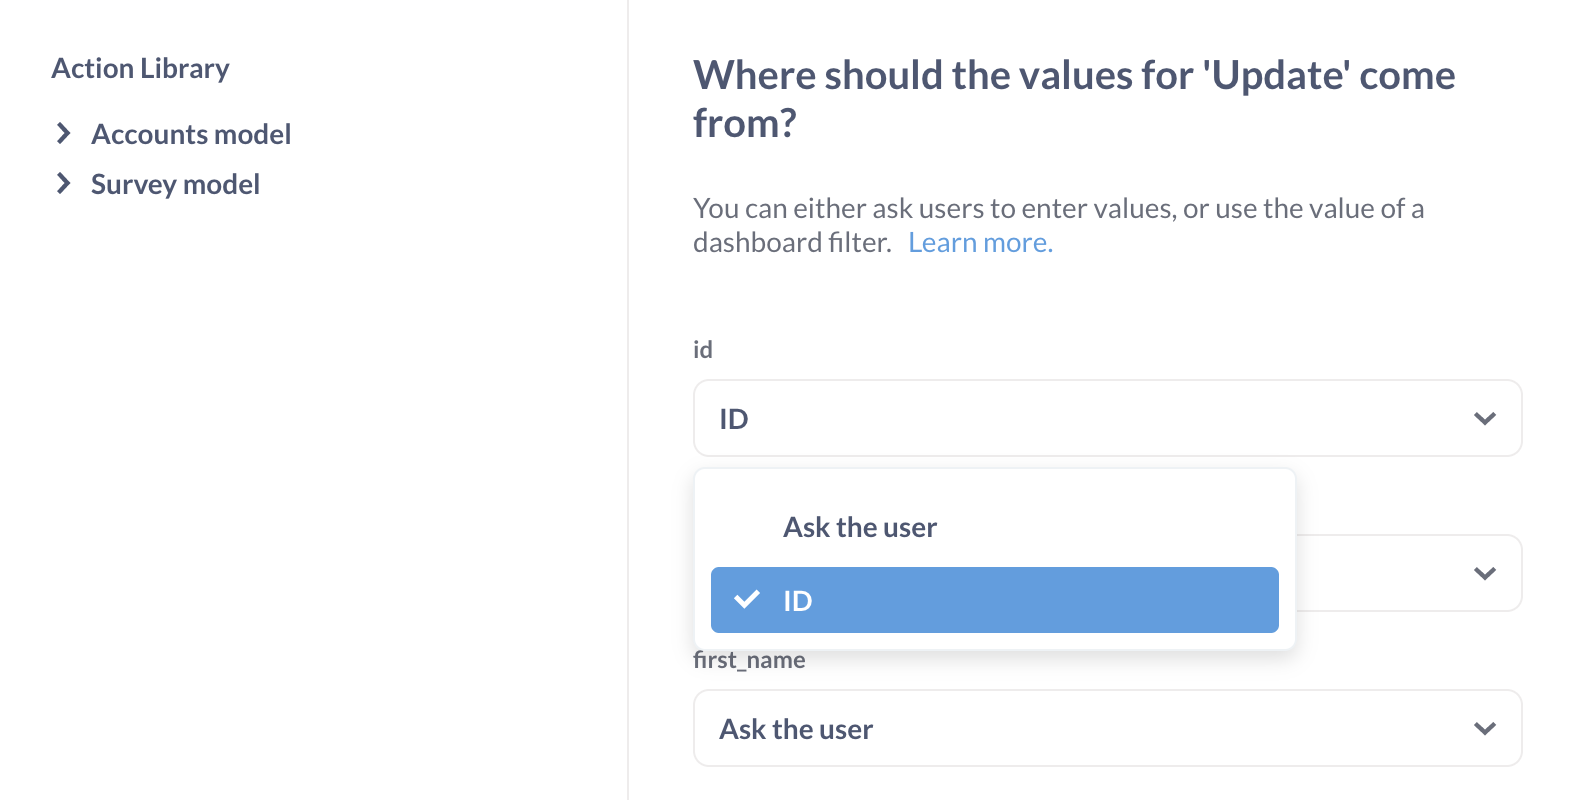 Action Library
Accounts model
Survey model
Where should the values for 'Update' come
from?
You can either ask users to enter values, or use the value of a
dashboard filter. Learn more.
id
ID
Ask the user
ID
first_name
Ask the user